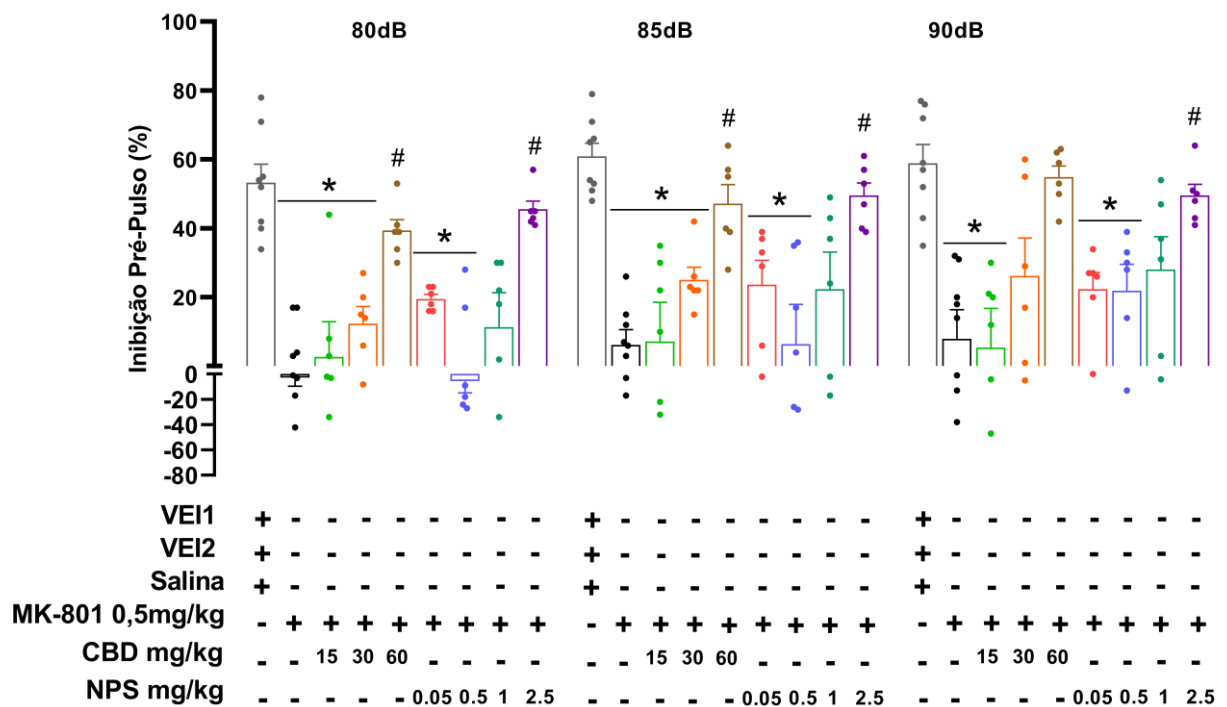 80dB 85dB 90dB
Inibição Pré-Pulso (%)
100
80
60
40
20
0
-20
-40
-60
-80
* # * #
* # * #
* * #
VEI1 + - - - - - - - - + - - - - - - - - + - - - - - - - -
VEI2 + - - - - - - - - + - - - - - - - - + - - - - - - - -
Salina + - - - - - - - - + - - - - - - - - + - - - - - - - -
MK-801 0,5mg/kg - + + + + + + + + - + + + + + + + + - + + + + + + + +
CBD mg/kg - - 15 30 60 - - - - - - 15 30 60 - - - - - - 15 30 60 - - - -
NPS mg/kg - - - - - 0.05 0.5 1 2.5 - - - - - 0.05 0.5 1 2.5 - - - - - 0.05 0.5 1 2.5